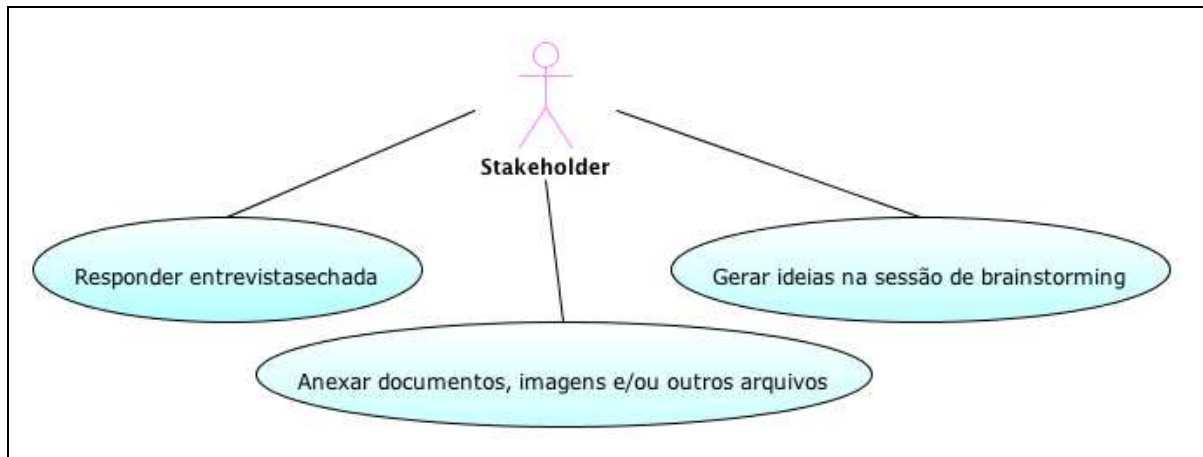 Stakeholder
Responder entrevistasechada
Gerar ideias na sessão de brainstorming
Anexar documentos, imagens e/ou outros arquivos